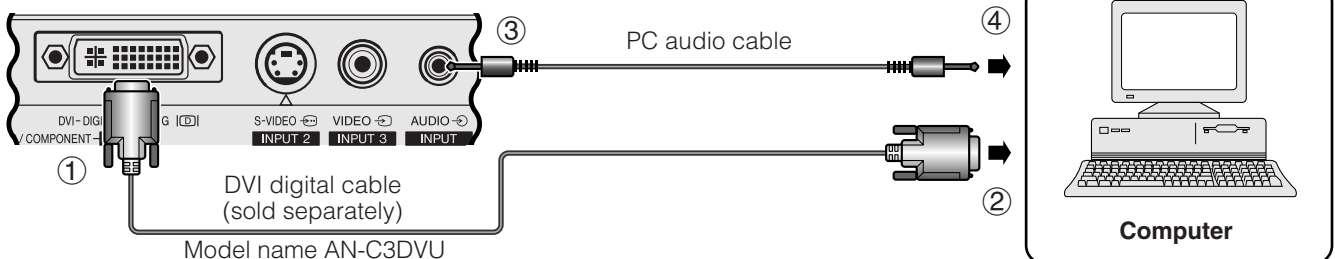 ③
PC audio cable
④
DVI-DIGI
G
S-VIDEO
VIDEO
AUDIO
/ COMPONENT
INPUT 2
INPUT 3
INPUT
①
DVI digital cable
(sold separately)
Model name AN-C3DVU
②
Computer